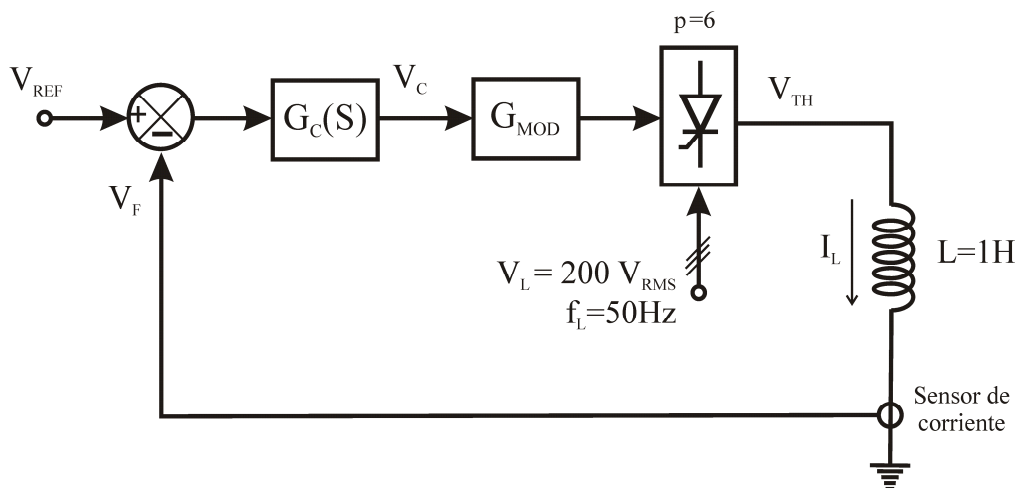 p=6
V_REF
+
G_C(S)
V_C
G_MOD
V_TH
V_F
V_L = 200 V_RMS
f_L=50Hz
I_L
L=1H
Sensor de
corriente